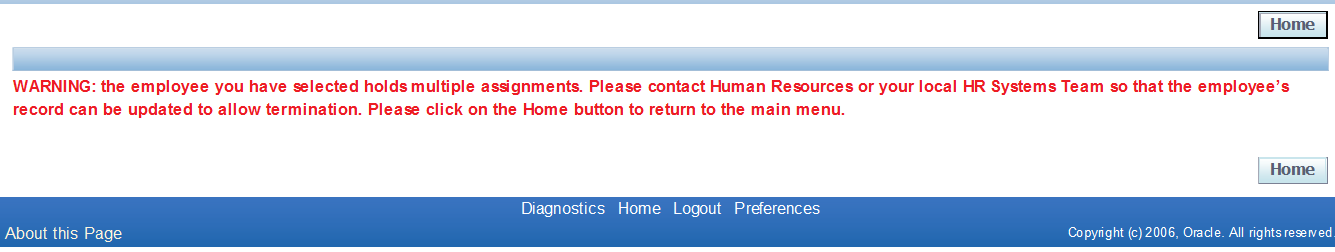 Home
WARNING: the employee you have selected holds multiple assignments. Please contact Human Resources or your local HR Systems Team so that the employee’s
record can be updated to allow termination. Please click on the Home button to return to the main menu.
Home
Diagnostics Home Logout Preferences
About this Page Copyright (c) 2006, Oracle. All rights reserved.